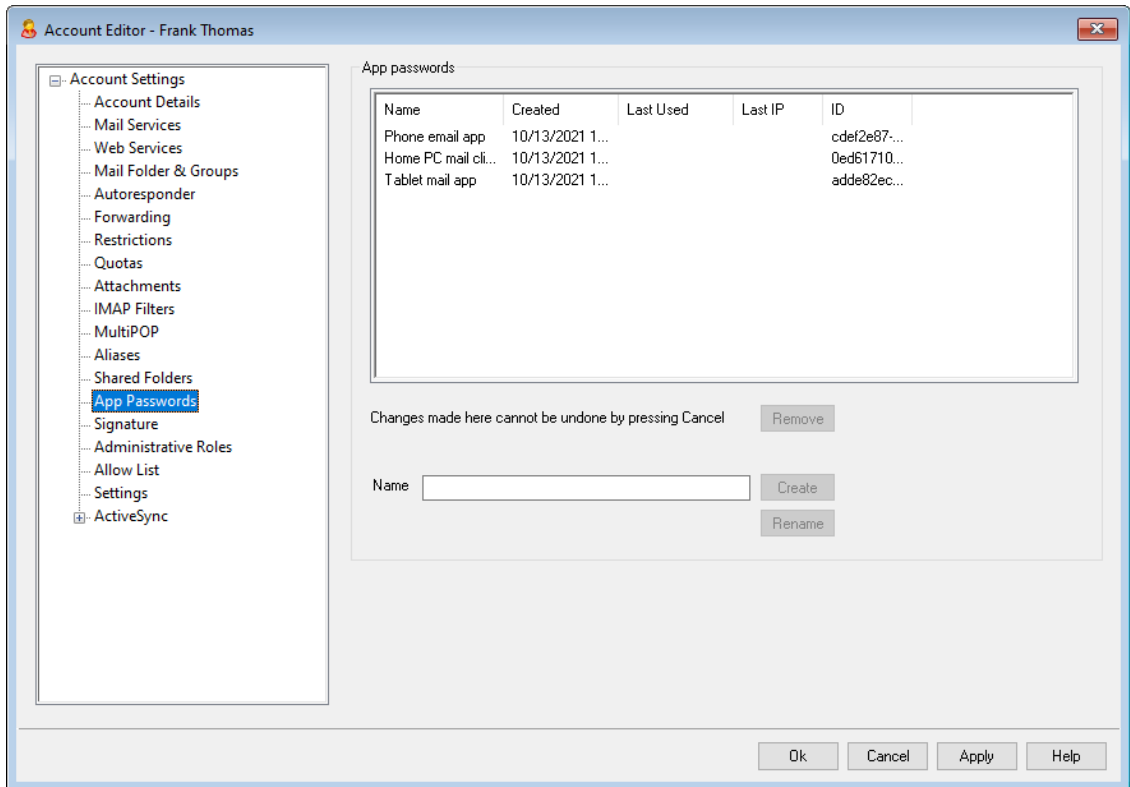 Account Editor - Frank Thomas
Account Settings
Account Details
Mail Services
Web Services
Mail Folder & Groups
Autoresponder
Forwarding
Restrictions
Quotas
Attachments
IMAP Filters
MultiPOP
Aliases
Shared Folders
App Passwords
Signature
Administrative Roles
Allow List
Settings
ActiveSync
App passwords
Name Created Last Used Last IP ID
Phone email app 10/13/2021 1... cdef2e87-...
Home PC mail cli... 10/13/2021 1... 0ed61710...
Tablet mail app 10/13/2021 1... adde82ec...
Changes made here cannot be undone by pressing Cancel Remove
Name Create
Rename
Ok Cancel Apply Help